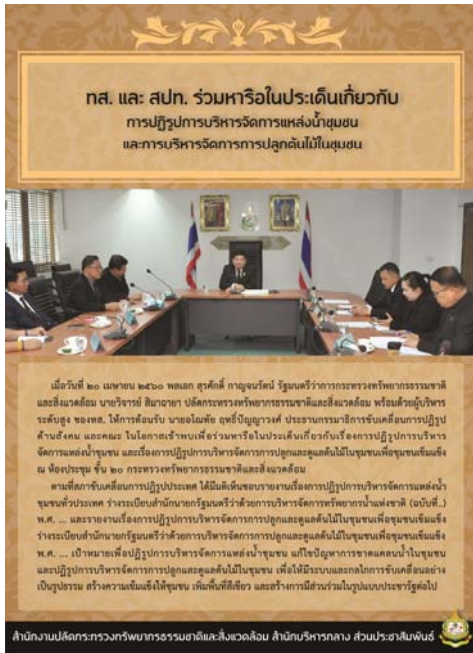 ทส. และ สปท. ร่วมหารือในประเด็นเกี่ยวกับ
การปฏิรูปการบริหารจัดการแหล่งน้ำชุมชน
และการบริหารจัดการการปลูกต้นไม้ในชุมชน
เมื่อวันที่ ๒๐ เมษายน ๒๕๖๐ พลเอก สุรศักดิ์ กาญจนรัตน์ รัฐมนตรีว่าการกระทรวงทรัพยากรธรรมชาติ
และสิ่งแวดล้อม นายวิจารย์ สิมาฉายา ปลัดกระทรวงทรัพยากรธรรมชาติและสิ่งแวดล้อม พร้อมด้วยผู้บริหาร
ระดับสูง ของทส. ให้การต้อนรับ นายอโณทัย ฤทธิ์ปัญญาวงศ์ ประธานกรรมาธิการขับเคลื่อนการปฏิรูป
ด้านสังคม และคณะ ในโอกาสเข้าพบเพื่อร่วมหารือในประเด็นเกี่ยวกับเรื่องการปฏิรูปการบริหาร
จัดการแหล่งน้ำชุมชน และเรื่องการปฏิรูปการบริหารจัดการการปลูกและดูแลต้นไม้ในชุมชนเพื่อชุมชนเข้มแข็ง
ณ ห้องประชุม ชั้น ๒๐ กระทรวงทรัพยากรธรรมชาติและสิ่งแวดล้อม
ตามที่สภาขับเคลื่อนการปฏิรูปประเทศ ได้มีมติเห็นชอบรายงานเรื่องการปฏิรูปการบริหารจัดการแหล่งน้ำ
ชุมชนทั่วประเทศ ร่างระเบียบสำนักนายกรัฐมนตรีว่าด้วยการบริหารจัดการทรัพยากรน้ำแห่งชาติ (ฉบับที่..)
พ.ศ. ... และรายงานเรื่องการปฏิรูปการบริหารจัดการการปลูกและดูแลต้นไม้ในชุมชนเพื่อชุมชนเข้มแข็ง
ร่างระเบียบสำนักนายกรัฐมนตรีว่าด้วยการบริหารจัดการการปลูกและดูแลต้นไม้ในชุมชนเพื่อชุมชนเข้มแข็ง
พ.ศ. ... เป้าหมายเพื่อปฏิรูปการบริหารจัดการแหล่งน้ำชุมชน แก้ไขปัญหาการขาดแคลนน้ำในชุมชน
และปฏิรูปการบริหารจัดการการปลูกและดูแลต้นไม้ในชุมชน เพื่อให้มีระบบและกลไกการขับเคลื่อนอย่าง
เป็นรูปธรรม สร้างความเข้มแข็งให้ชุมชน เพิ่มพื้นที่สีเขียว และสร้างการมีส่วนร่วมในรูปแบบประชารัฐต่อไป
สำนักงานปลัดกระทรวงทรัพยากรธรรมชาติและสิ่งแวดล้อม สำนักบริหารกลาง ส่วนประชาสัมพันธ์